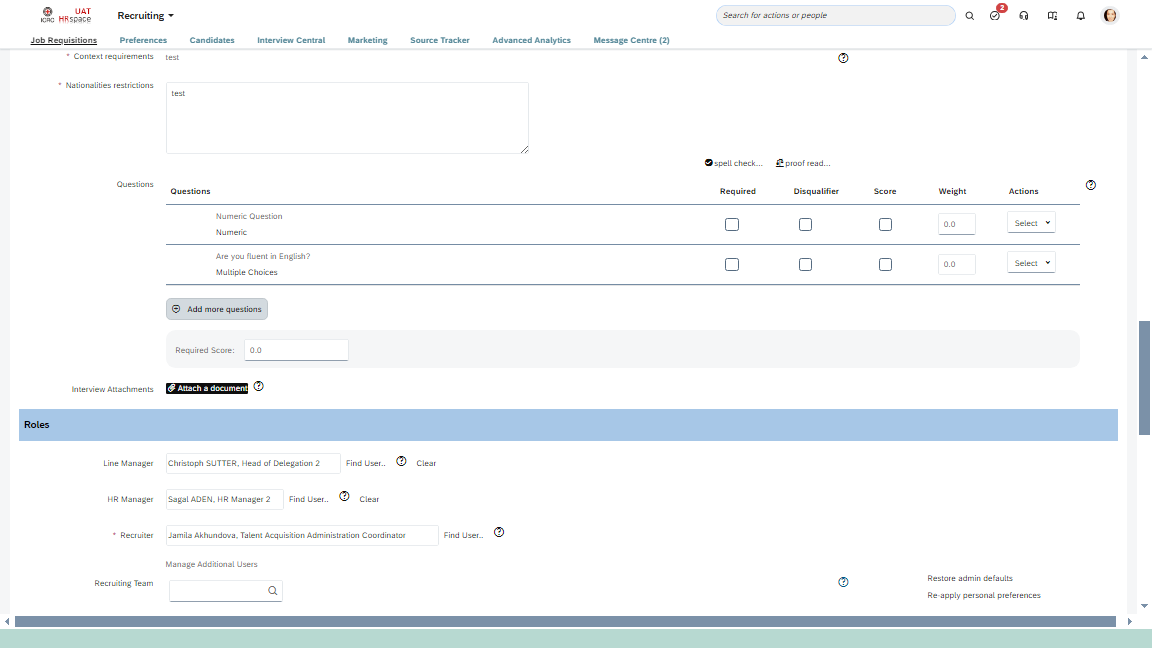 ICRC UAT HRspace Recruiting Search for actions or people 2
Job Requisitions Preferences Candidates Interview Central Marketing Source Tracker Advanced Analytics Message Centre (2)
* Context requirements test
* Nationalities restrictions test
spell check... proof read...
Questions Questions Required Disqualifier Score Weight Actions
Numeric Question
Numeric 0.0 Select
Are you fluent in English?
Multiple Choices 0.0 Select
Add more questions
Required Score: 0.0
Interview Attachments Attach a document
Roles
Line Manager Christoph SUTTER, Head of Delegation 2 Find User.. Clear
HR Manager Sagal ADEN, HR Manager 2 Find User.. Clear
* Recruiter Jamila Akhundova, Talent Acquisition Administration Coordinator Find User..
Manage Additional Users
Recruiting Team
Restore admin defaults
Re-apply personal preferences